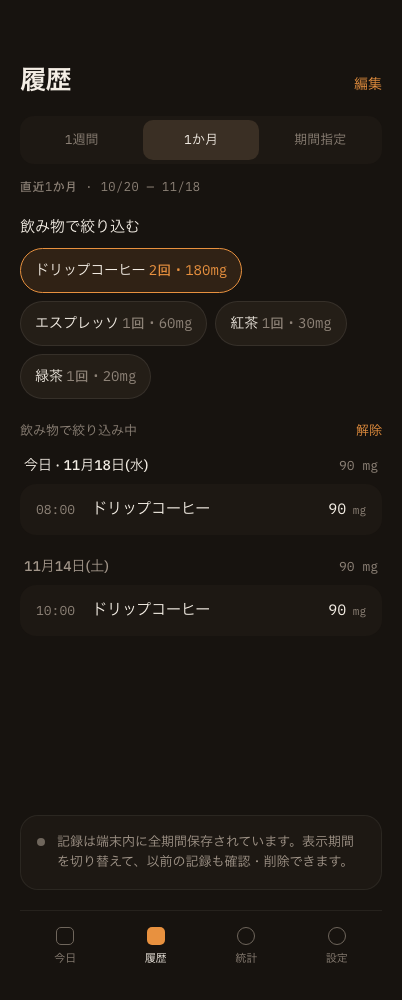 履歴
編集
1週間
1か月
期間指定
直近1か月 · 10/20 — 11/18
飲み物で絞り込む
ドリップコーヒー 2回・180mg
エスプレッソ 1回・60mg
紅茶 1回・30mg
緑茶 1回・20mg
飲み物で絞り込み中
解除
今日・11月18日(水)
90 mg
08:00 ドリップコーヒー 90 mg
11月14日(土)
90 mg
10:00 ドリップコーヒー 90 mg
記録は端末内に全期間保存されています。表示期間
を切り替えて、以前の記録も確認・削除できます。
今日
履歴
統計
設定